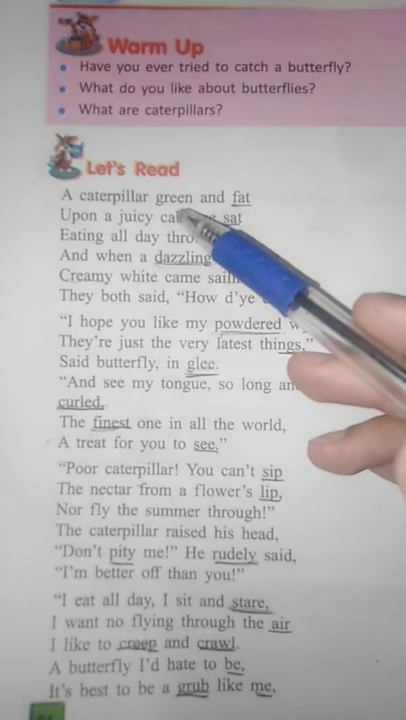 Warm Up
Have you ever tried to catch a butterfly?
What do you like about butterflies?
What are caterpillars?
Let's Read
A caterpillar green and fat
Upon a juicy sat
Eating all day
And when a dazzling
Creamy white came
They both said, "How d'ye
"I hope you like my powdered
They're just the very latest things,"
Said butterfly, in glee.
"And see my tongue, so long
curled,
The finest one in all the world,
A treat for you to see."
"Poor caterpillar! You can't sip
The nectar from a flower's lip,
Nor fly the summer through!"
The caterpillar raised his head,
"Don't pity me!" He rudely said,
"I'm better off than you!"
"I eat all day, I sit and stare,
I want no flying through the air
I like to creep and crawl.
A butterfly I'd hate to be,
It's best to be a grub like me,